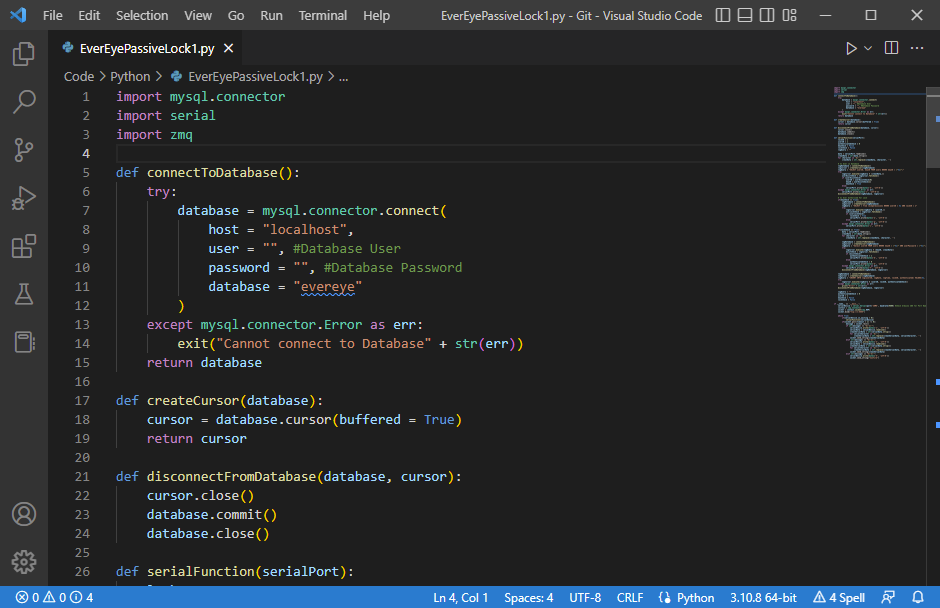 File Edit Selection View Go Run Terminal Help EverEyePassiveLock1.py - Git - Visual Studio Code
EverEyePassiveLock1.py
Code > Python > EverEyePassiveLock1.py > ...
1 import mysql.connector
2 import serial
3 import zmq
4
5 def connectToDatabase():
6 try:
7 database = mysql.connector.connect(
8 host = "localhost",
9 user = "", #Database User
10 password = "", #Database Password
11 database = "evereye"
12 )
13 except mysql.connector.Error as err:
14 exit("Cannot connect to Database" + str(err))
15 return database
16
17 def createCursor(database):
18 cursor = database.cursor(buffered = True)
19 return cursor
20
21 def disconnectFromDatabase(database, cursor):
22 cursor.close()
23 database.commit()
24 database.close()
25
26 def serialFunction(serialPort):
0 0 4 Ln 4, Col 1 Spaces: 4 UTF-8 CRLF Python 3.10.8 64-bit 4 Spell